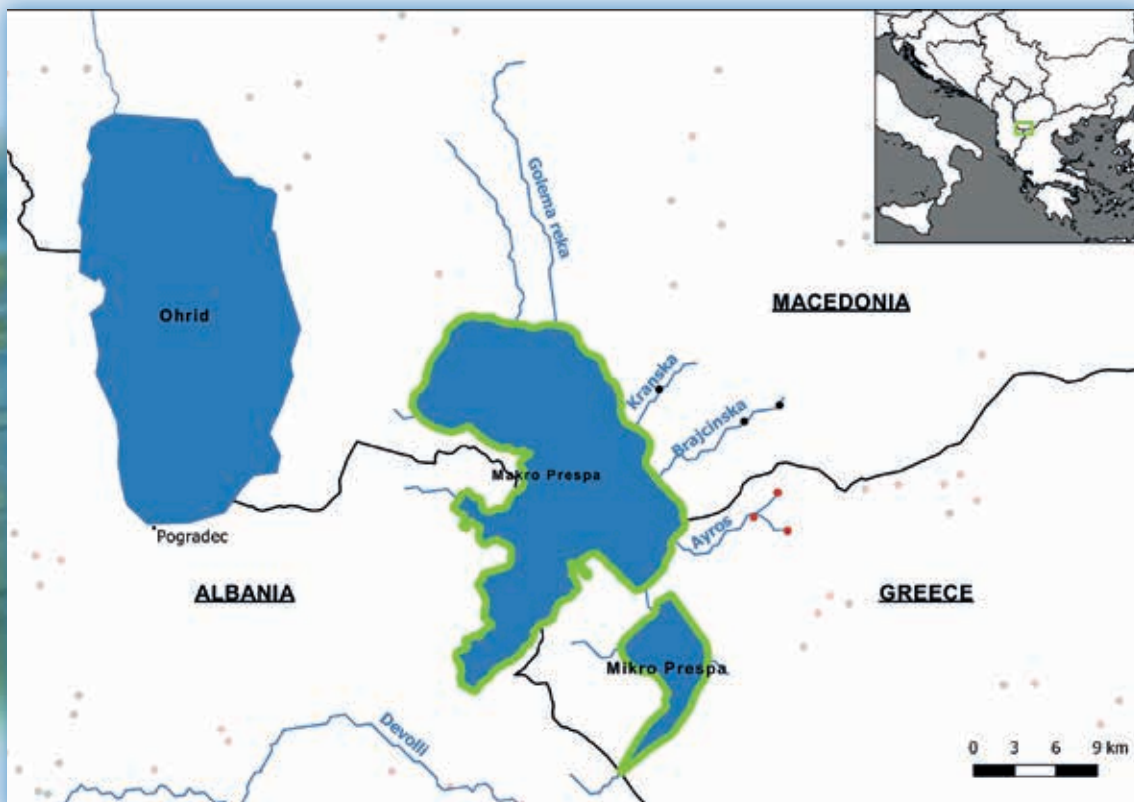 Golema reka
Ohrid
MACEDONIA
Kranska
Brajcinska
Makro Prespa
Ayros
Pogradec
ALBANIA
GREECE
Mikro Prespa
Devolli
0 3 6 9 km